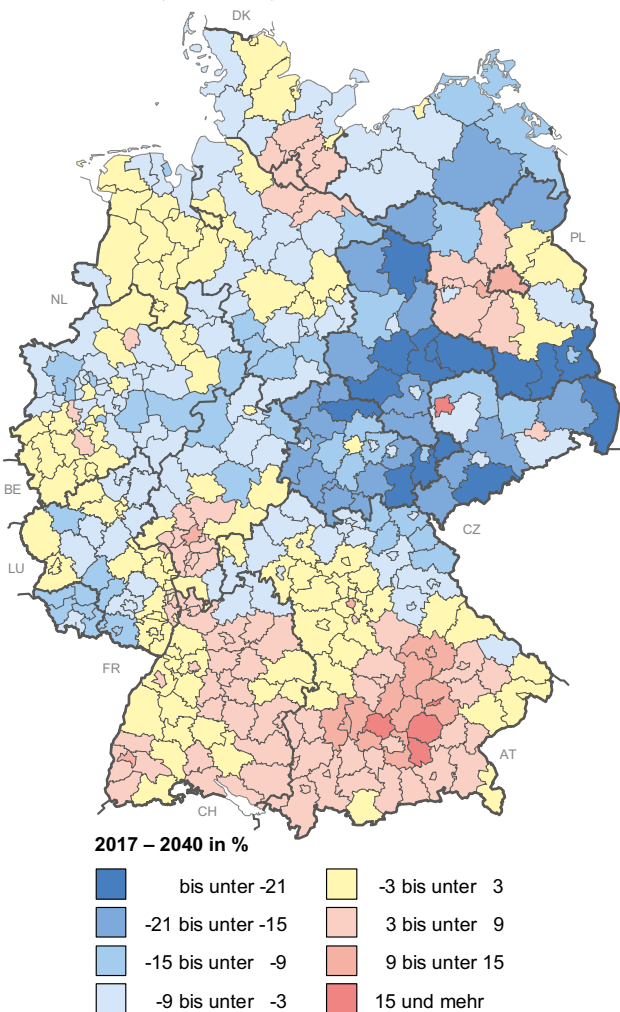 DK
PL
NL
BE
LU
CZ
FR
AT
CH
2017 – 2040 in %
bis unter -21
-21 bis unter -15
-15 bis unter -9
-9 bis unter -3
-3 bis unter 3
3 bis unter 9
9 bis unter 15
15 und mehr